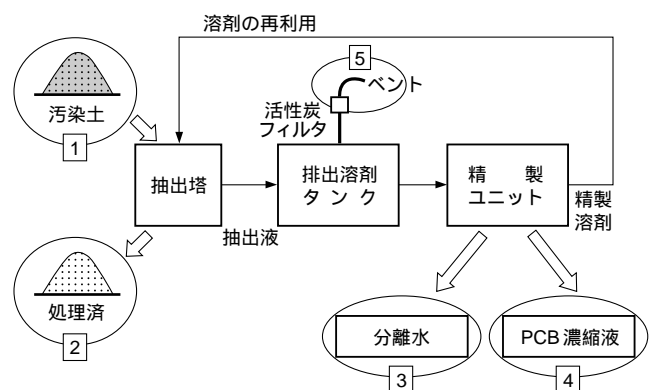 溶剤の再利用
5
ベント
汚染土
1
活性炭
フィルタ
抽出塔
排出溶剤
タンク
精 製
ユニット
精製
溶剤
抽出液
処理済
2
分離水
3
PCB濃縮液
4